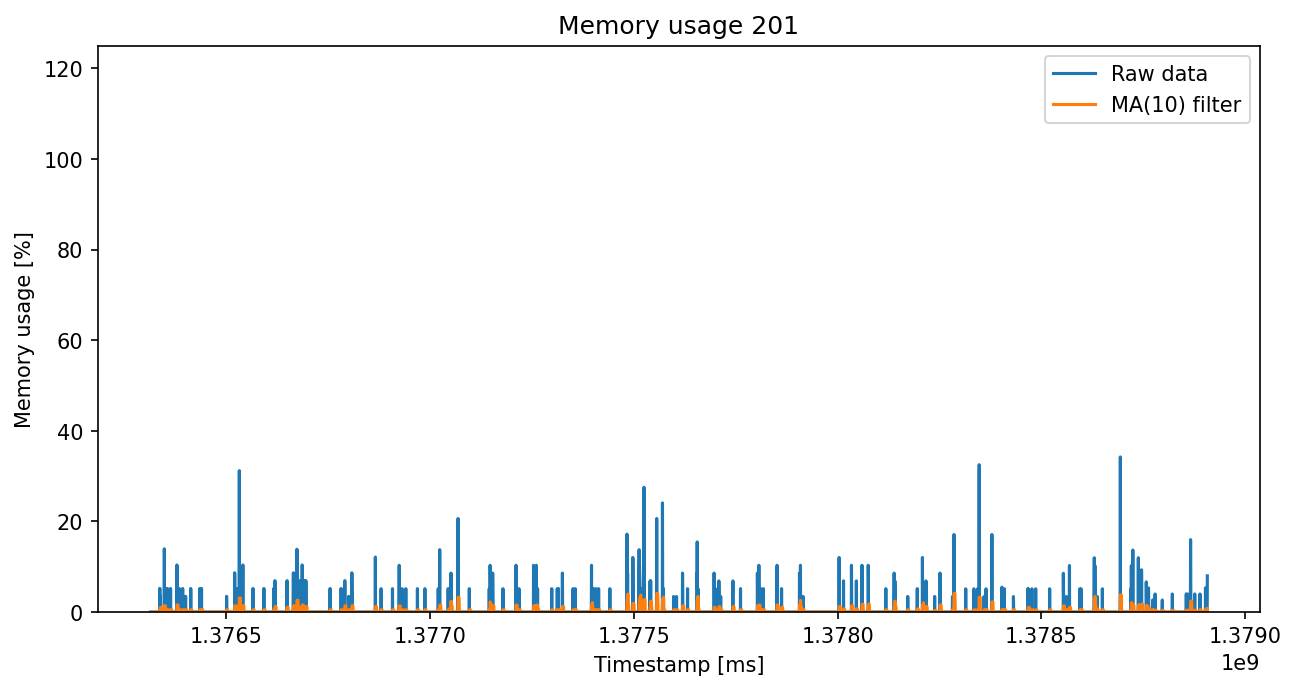 Memory usage 201
Raw data
MA(10) filter
Memory usage [%]
120
100
80
60
40
20
0
1.3765 1.3770 1.3775 1.3780 1.3785 1.3790
1e9
Timestamp [ms]